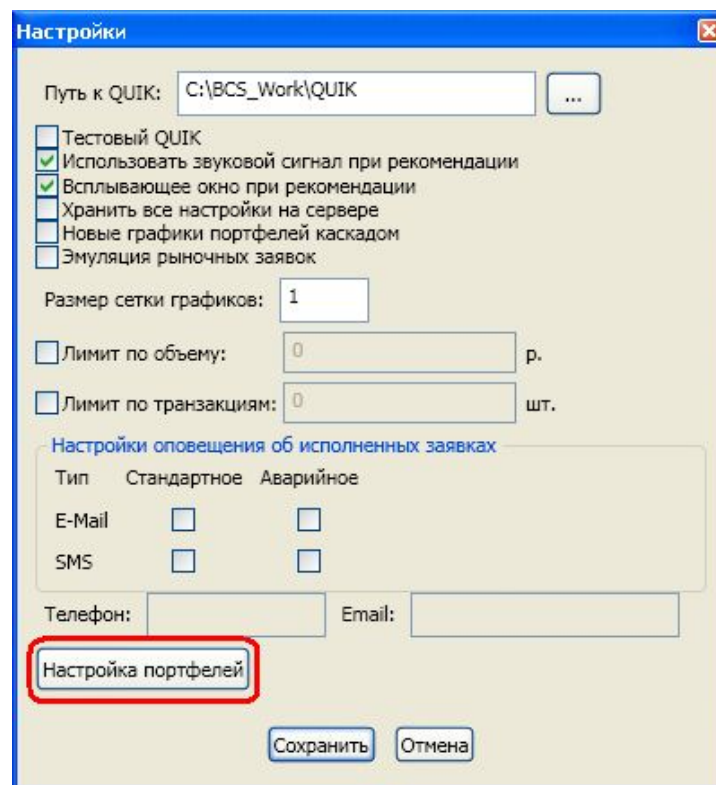 Настройки
Путь к QUIK: C:\BCS_Work\QUIK ...
Тестовый QUIK
Использовать звуковой сигнал при рекомендации
Всплывающее окно при рекомендации
Хранить все настройки на сервере
Новые графики портфелей каскадом
Эмуляция рыночных заявок
Размер сетки графиков: 1
Лимит по объему: 0 р.
Лимит по транзакциям: 0 шт.
Настройки оповещения об исполненных заявках
Тип Стандартное Аварийное
E-Mail
SMS
Телефон: Email:
Настройка портфелей
Сохранить Отмена